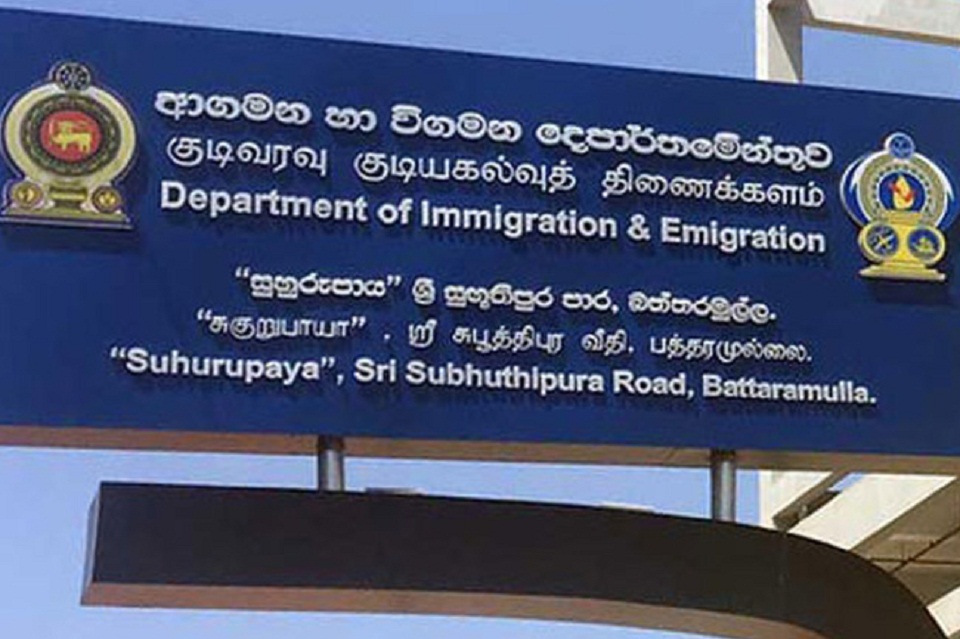 ආගමන හා විගමන දෙපාර්තමේන්තුව
குடிவரவு குடியகல்வுத் திணைக்களம்
Department of Immigration & Emigration
“සුහුරුපාය” ශ්‍රී සුභූතිපුර පාර, බත්තරමුල්ල.
“சுகுறுபாயா” . ஸ்ரீ சுபூத்திபுர வீதி. பத்தரமுல்லை.
“Suhurupaya”, Sri Subhuthipura Road, Battaramulla.